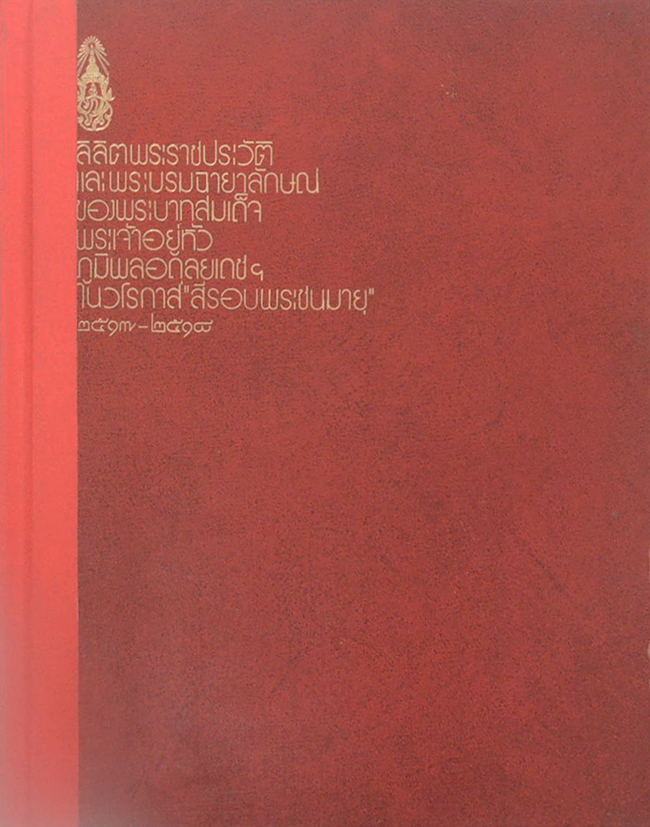 ลิลิตพระราชประวัติ
และพระบรมฉายาลักษณ์
ของพระบาทสมเด็จ
พระเจ้าอยู่หัว
ภูมิพลอดุลยเดชฯ
ในวโรกาส"สี่รอบพระชนมายุ"
๒๕๑๗–๒๕๑๘